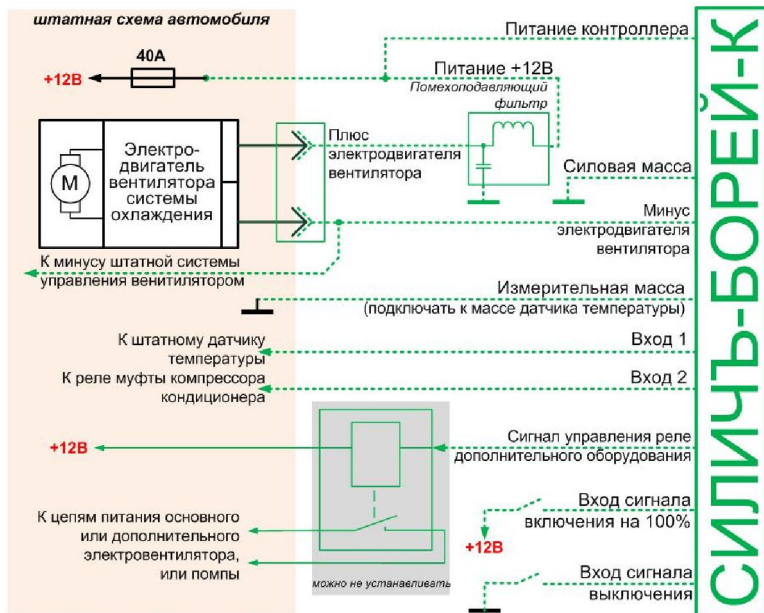 штатная схема автомобиля
40А
+12В
Питание контроллера
Питание +12В
Помехоподавляющий
фильтр
М
Электро-
двигатель
вентилятора
системы
охлаждения
Плюс
электродвигателя
вентилятора
Силовая масса
Минус
электродвигателя
вентилятора
К минусу штатной системы
управления венитилятором
Измерительная масса
(подключать к массе датчика температуры)
К штатному датчику
температуры
Вход 1
К реле муфты компрессора
кондиционера
Вход 2
+12В
Сигнал управления реле
дополнительного оборудования
К цепям питания основного
или дополнительного
электровентилятора,
или помпы
можно не устанавливать
Вход сигнала
включения на 100%
+12В
Вход сигнала
выключения
СИЛИЧЪ-БОРЕЙ-К